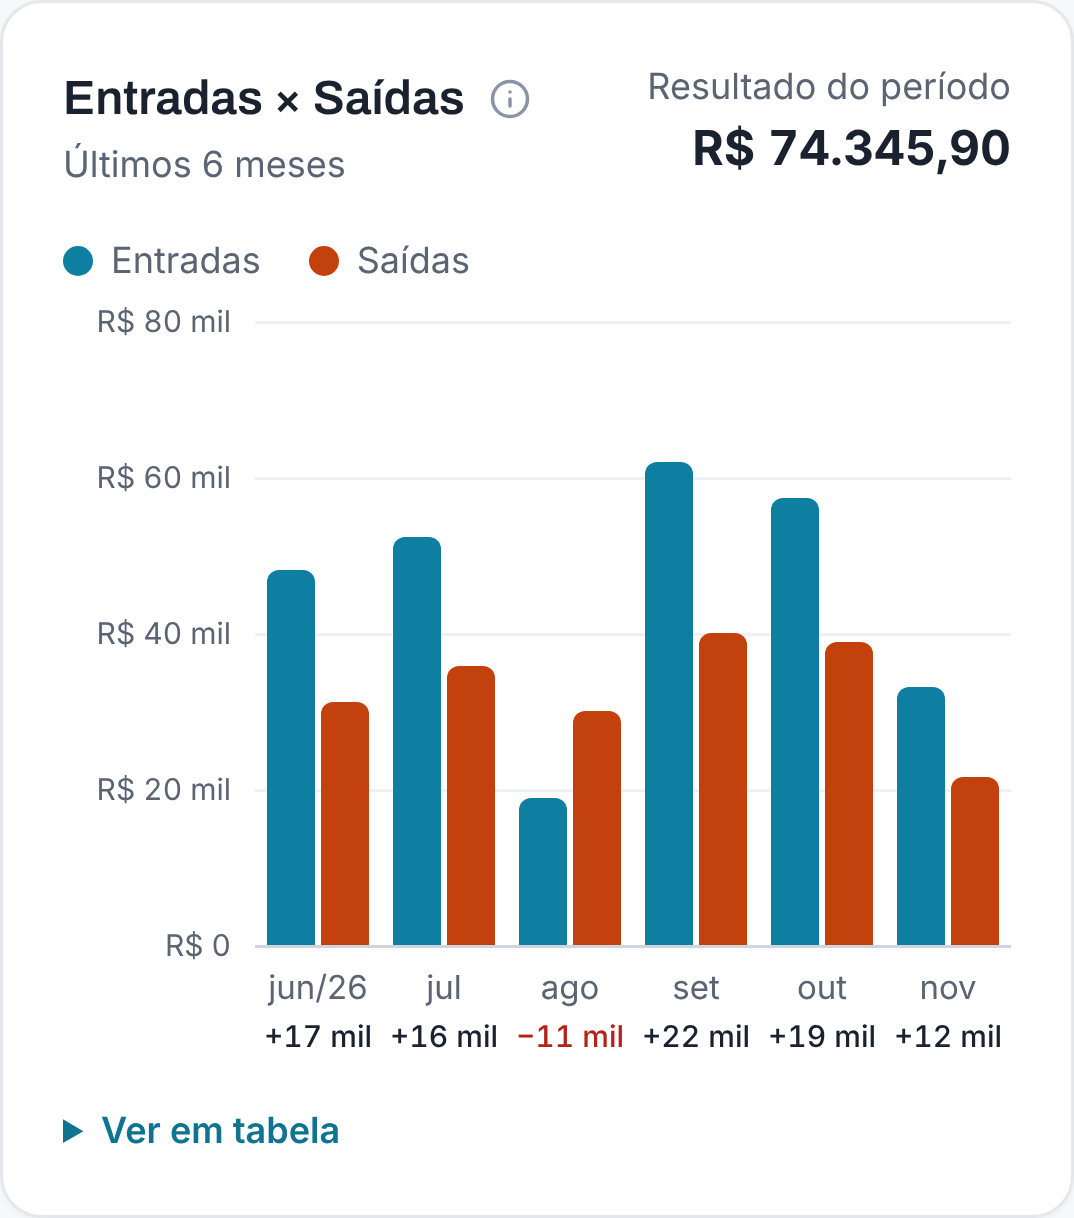 Entradas × Saídas
Últimos 6 meses
Resultado do período
R$ 74.345,90
Entradas Saídas
R$ 80 mil
R$ 60 mil
R$ 40 mil
R$ 20 mil
R$ 0
jun/26 jul ago set out nov
+17 mil +16 mil −11 mil +22 mil +19 mil +12 mil
Ver em tabela